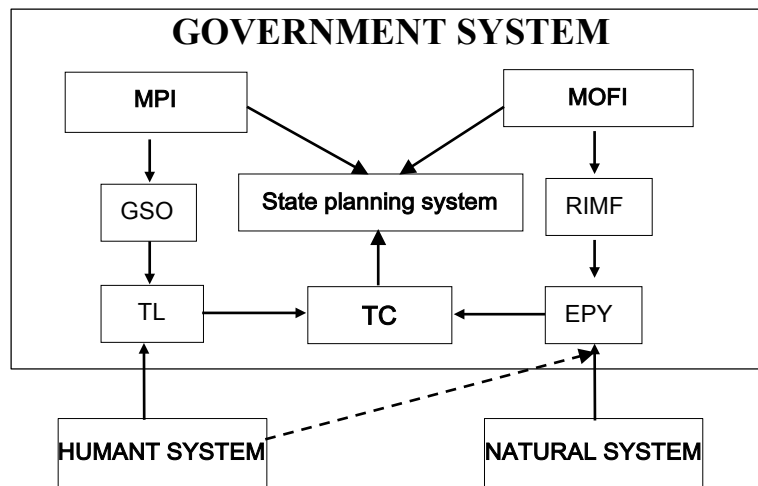 GOVERNMENT SYSTEM
MPI
MOFI
State planning system
GSO
RIMF
TL
TC
EPY
HUMANT SYSTEM
NATURAL SYSTEM